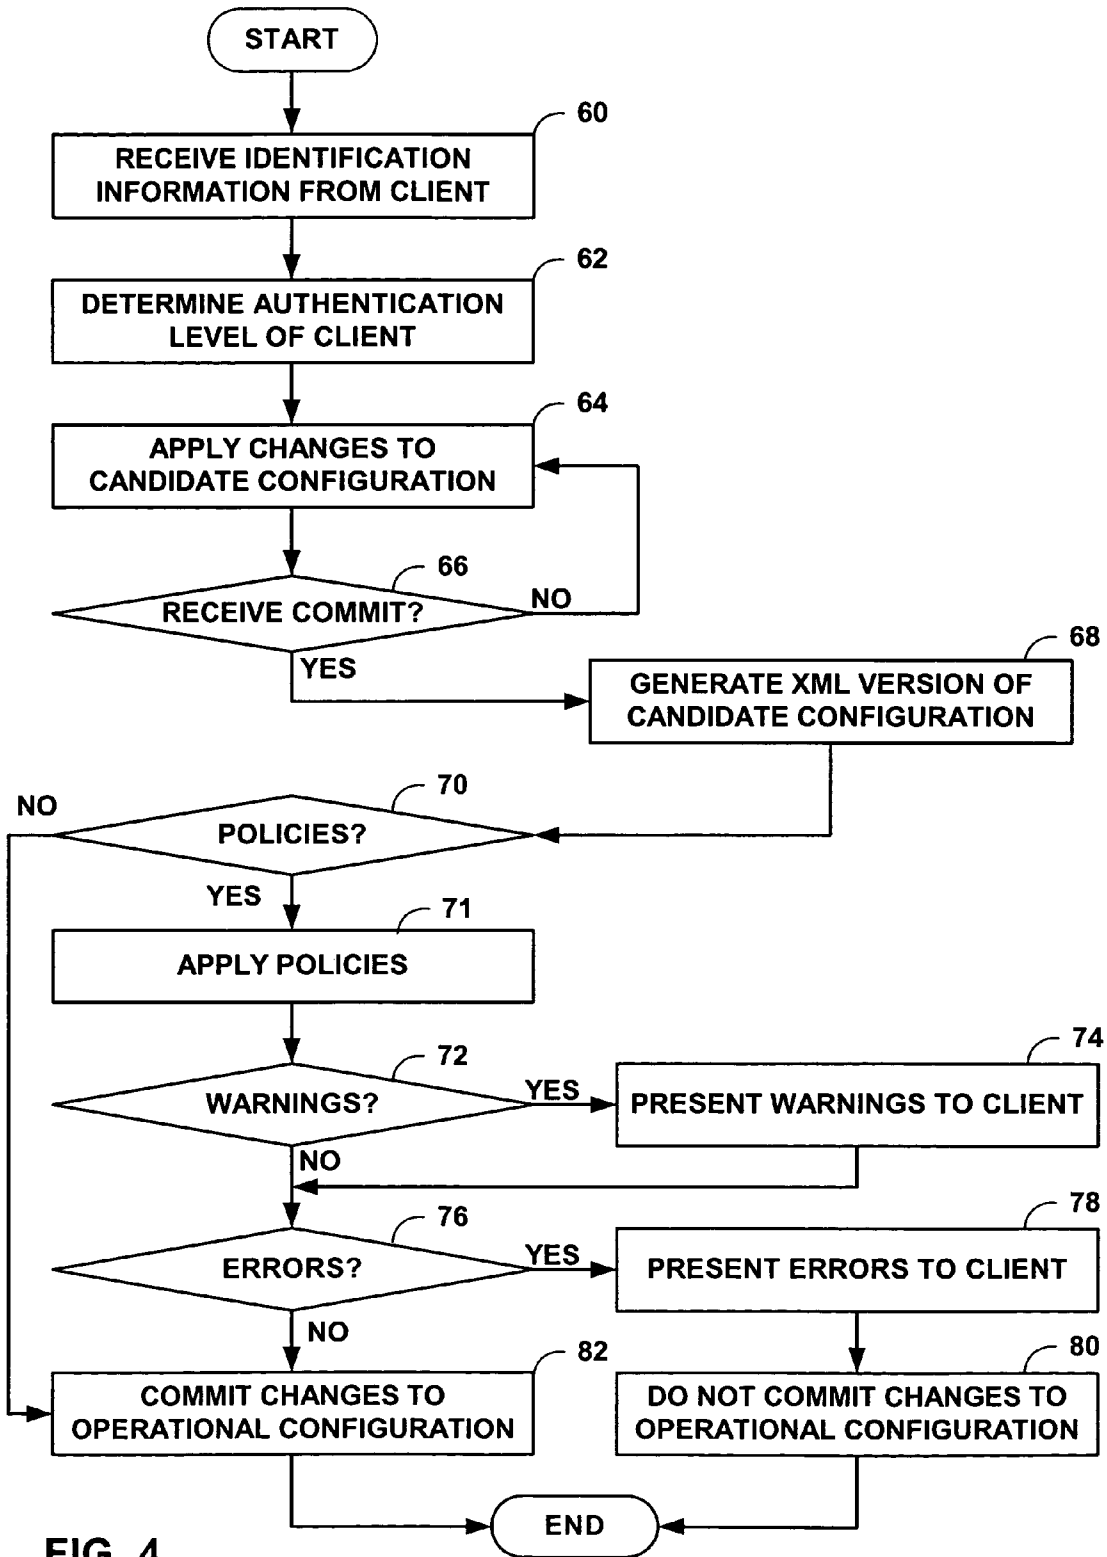 START
60
RECEIVE IDENTIFICATION
INFORMATION FROM CLIENT
62
DETERMINE AUTHENTICATION
LEVEL OF CLIENT
64
APPLY CHANGES TO
CANDIDATE CONFIGURATION
66
RECEIVE COMMIT?
NO
YES
68
GENERATE XML VERSION OF
CANDIDATE CONFIGURATION
70
NO
POLICIES?
YES
71
APPLY POLICIES
72
WARNINGS?
YES
74
PRESENT WARNINGS TO CLIENT
NO
76
ERRORS?
YES
78
PRESENT ERRORS TO CLIENT
NO
82
COMMIT CHANGES TO
OPERATIONAL CONFIGURATION
80
DO NOT COMMIT CHANGES TO
OPERATIONAL CONFIGURATION
END
FIG. 4